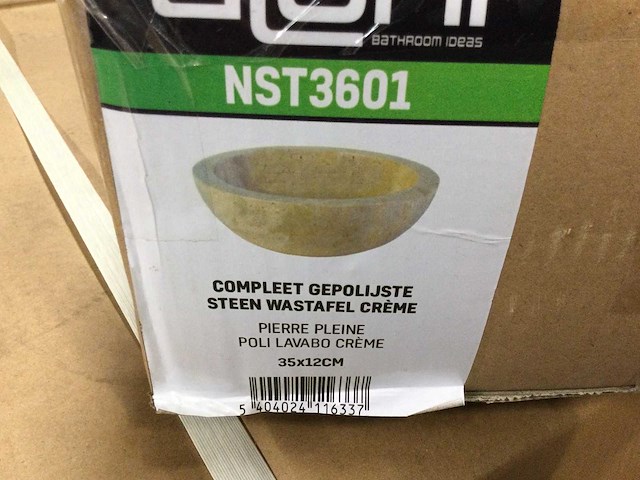 BATHROOM IDEAS
NST3601
COMPLEET GEPOLIJSTE
STEEN WASTAFEL CRÈME
PIERRE PLEINE
POLI LAVABO CRÈME
35x12CM
5 404024 116337